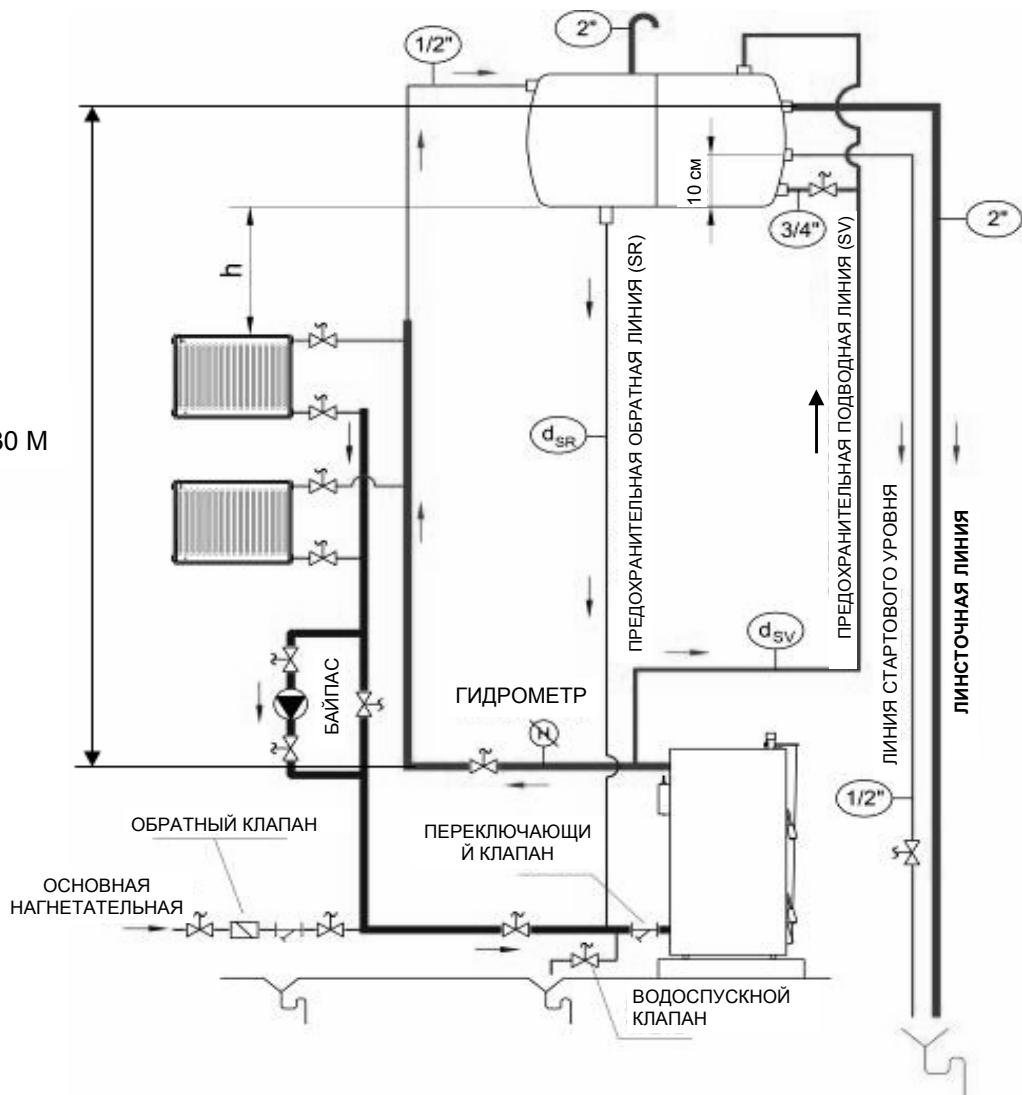 2"
1/2"
10 см
3/4"
2"
h
ПРЕДОХРАНИТЕЛЬНАЯ ОБРАТНАЯ ЛИНИЯ (SR)
ПРЕДОХРАНИТЕЛЬНАЯ ПОДВОДНАЯ ЛИНИЯ (SV)
30 М
dSR
ЛИНИЯ СТАРТОВОГО УРОВНЯ
ЛИНСТОЧНАЯ ЛИНИЯ
dSV
БАЙПАС
ГИДРОМЕТР
1/2"
ОБРАТНЫЙ КЛАПАН
ПЕРЕКЛЮЧАЮЩИ
Й КЛАПАН
ОСНОВНАЯ
НАГНЕТАТЕЛЬНАЯ
ВОДОСПУСКНОЙ
КЛАПАН